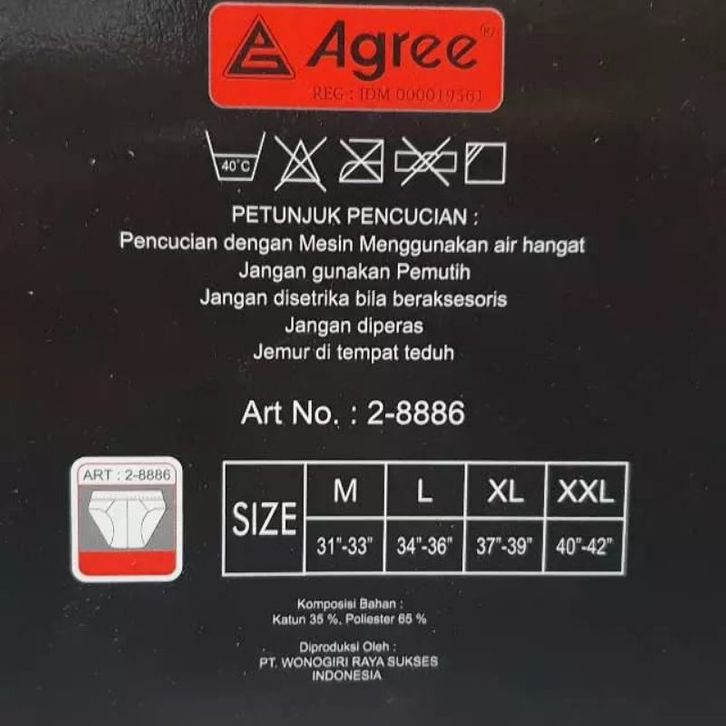 Agree®
REG : IDM 000019561
40°C
PETUNJUK PENCUCIAN :
Pencucian dengan Mesin Menggunakan air hangat
Jangan gunakan Pemutih
Jangan disetrika bila beraksesoris
Jangan diperas
Jemur di tempat teduh
Art No. : 2-8886
ART : 2-8886
SIZE M L XL XXL
31"-33" 34"-36" 37"-39" 40"-42"
Komposisi Bahan :
Katun 35 %, Poliester 65 %
Diproduksi Oleh :
PT. WONOGIRI RAYA SUKSES
INDONESIA